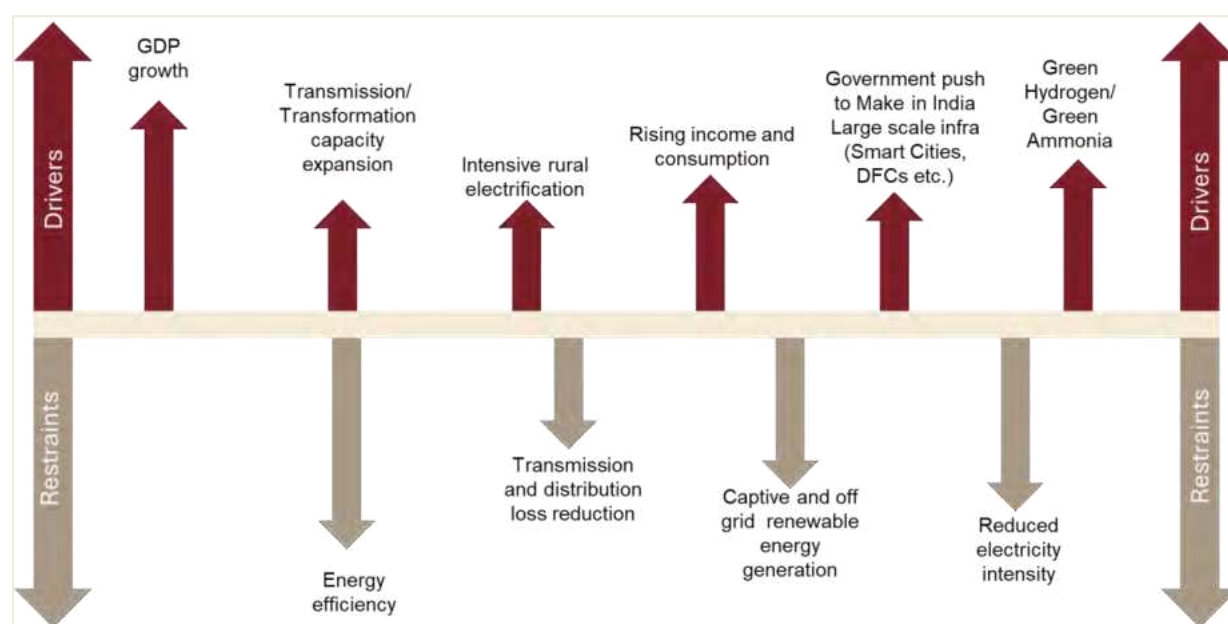 Drivers
GDP
growth
Transmission/
Transformation
capacity
expansion
Intensive rural
electrification
Rising income and
consumption
Government push
to Make in India
Large scale infra
(Smart Cities,
DFCs etc.)
Green
Hydrogen/
Green
Ammonia
Drivers
Restraints
Energy
efficiency
Transmission
and distribution
loss reduction
Captive and off
grid renewable
energy
generation
Reduced
electricity
intensity
Restraints